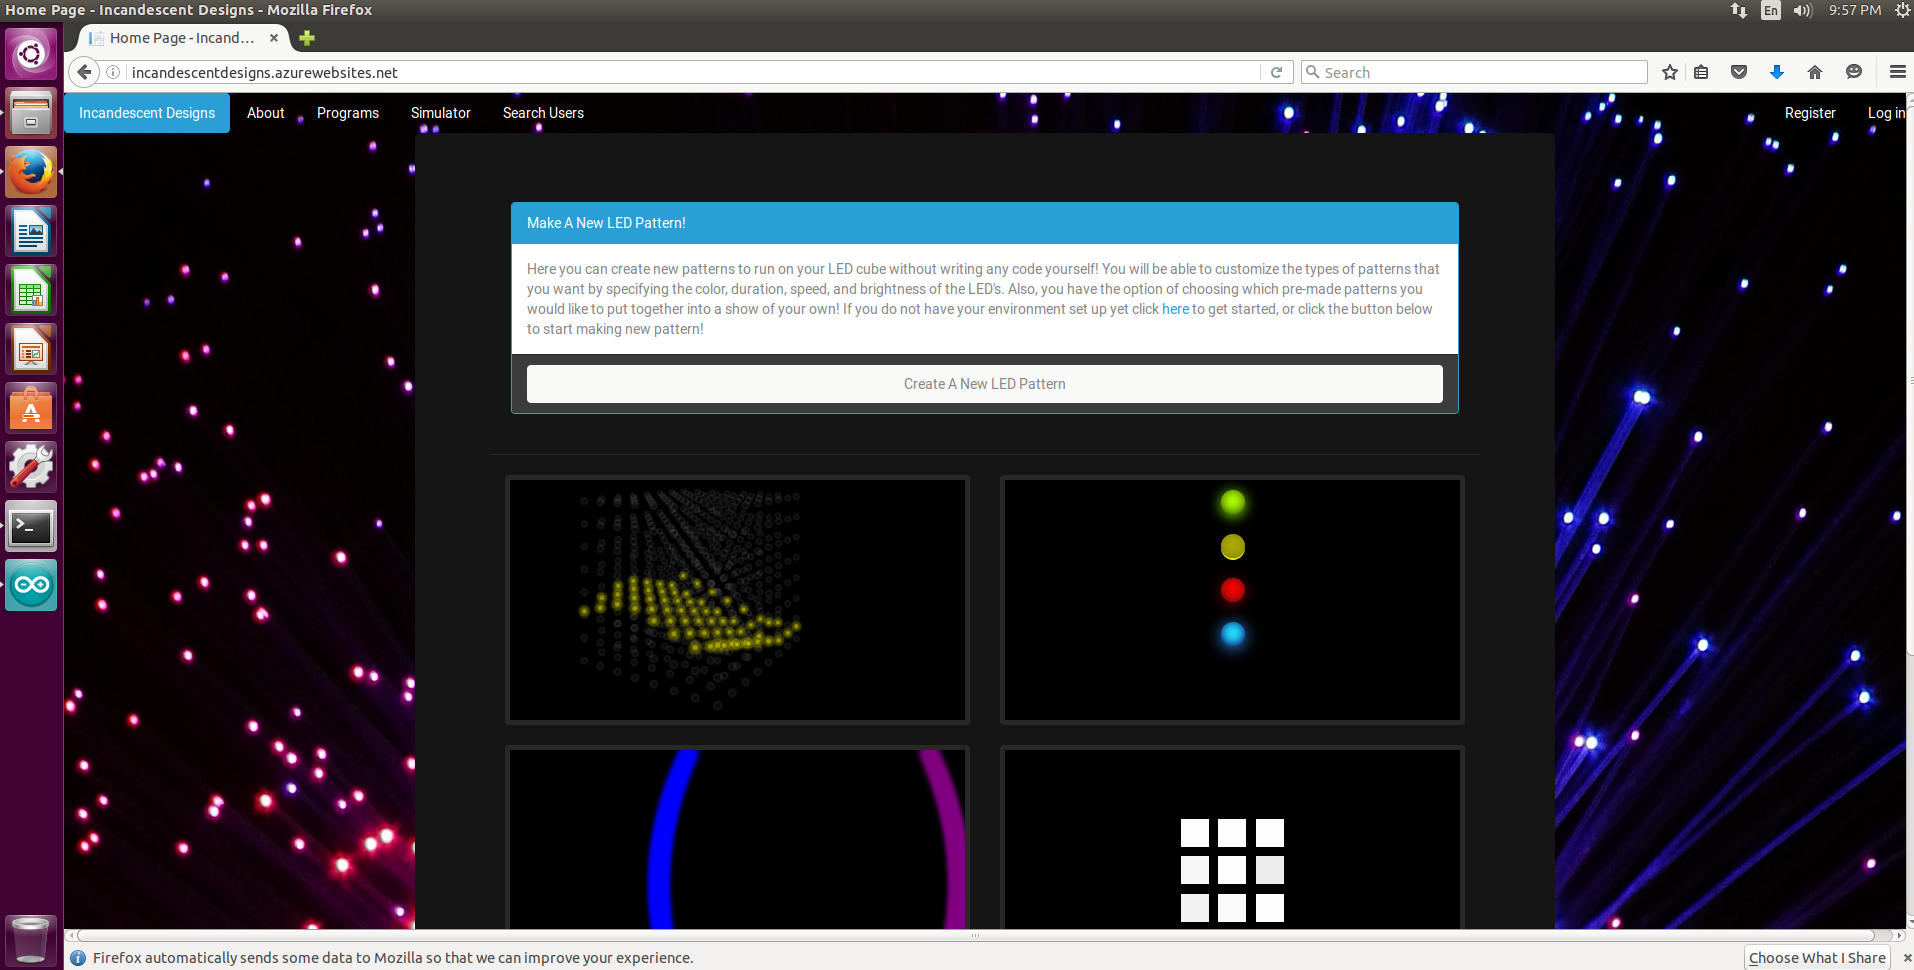 Home Page - Incandescent Designs - Mozilla Firefox
En
9:57 PM
Home Page - Incand...
incandescentdesigns.azurewebsites.net
Search
Incandescent Designs
About
Programs
Simulator
Search Users
Register
Log in
Make A New LED Pattern!
Here you can create new patterns to run on your LED cube without writing any code yourself! You will be able to customize the types of patterns that
you want by specifying the color, duration, speed, and brightness of the LED's. Also, you have the option of choosing which pre-made patterns you
would like to put together into a show of your own! If you do not have your environment set up yet click here to get started, or click the button below
to start making new pattern!
Create A New LED Pattern
Firefox automatically sends some data to Mozilla so that we can improve your experience.
Choose What I Share